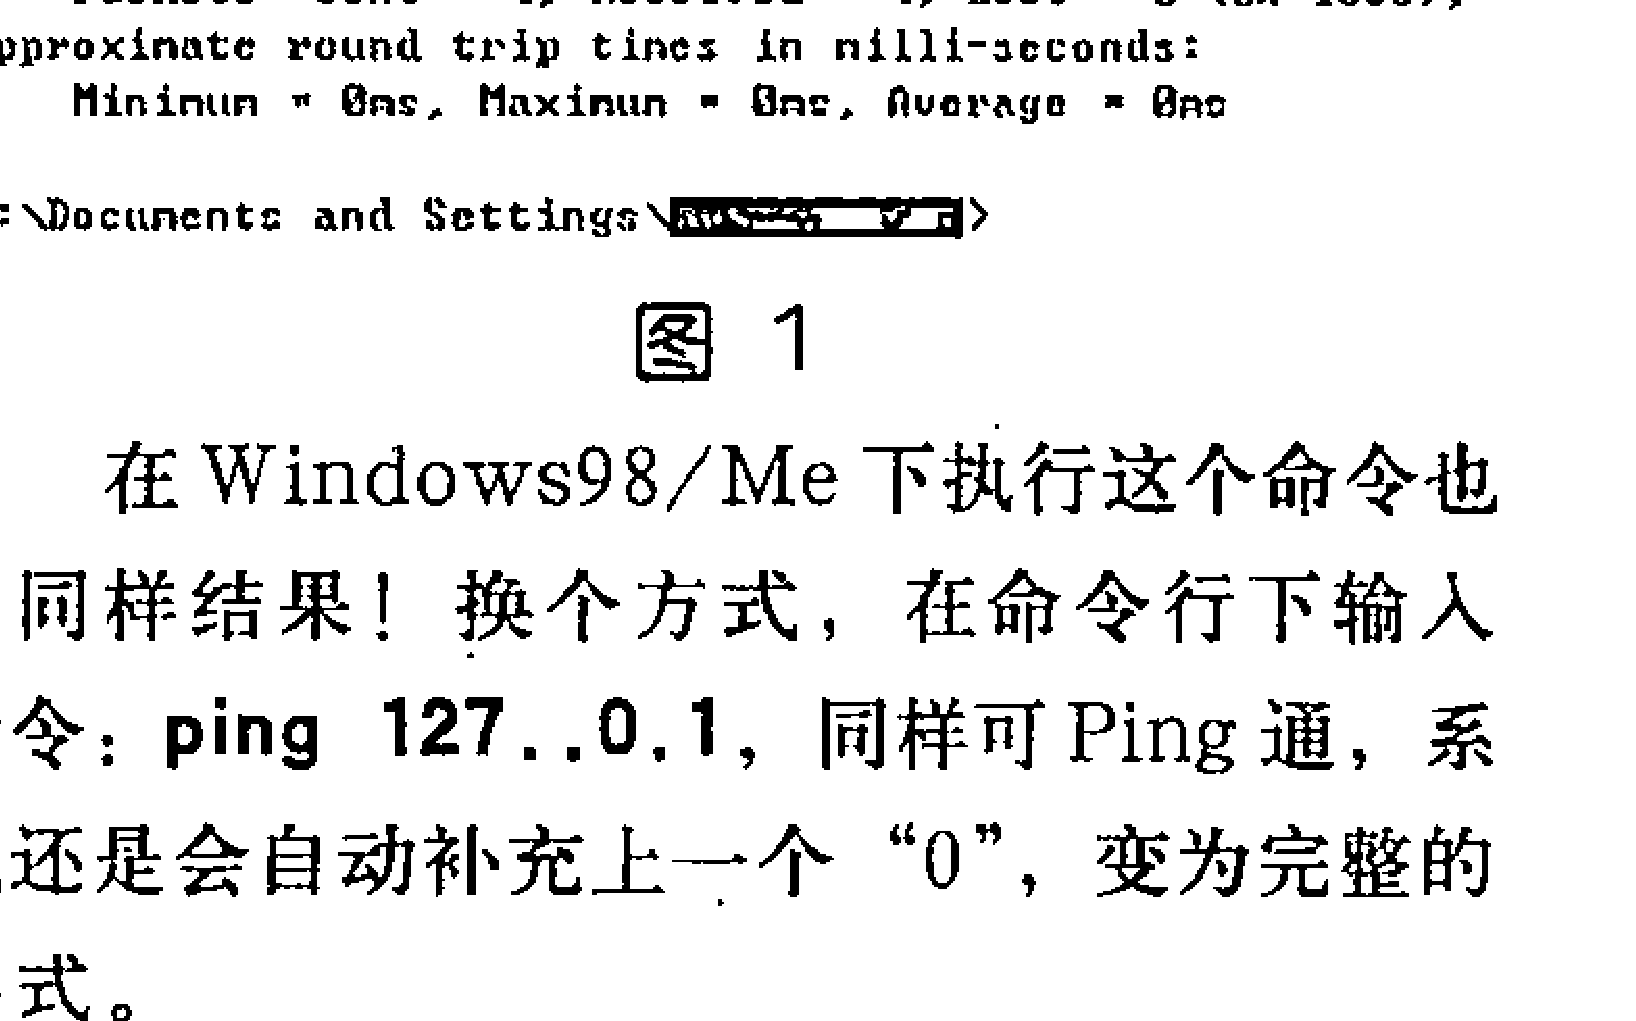 pproximate round trip times in milli-seconds:
Minimum = 0ms, Maximum = 0ms, Average = 0ms
:\Documents and Settings\ >
图 1
在 Windows98/Me 下执行这个命令也
同样结果！换个方式，在命令行下输入
令：ping 127..0.1，同样可 Ping 通，系
还是会自动补充上一个“0”，变为完整的
式。